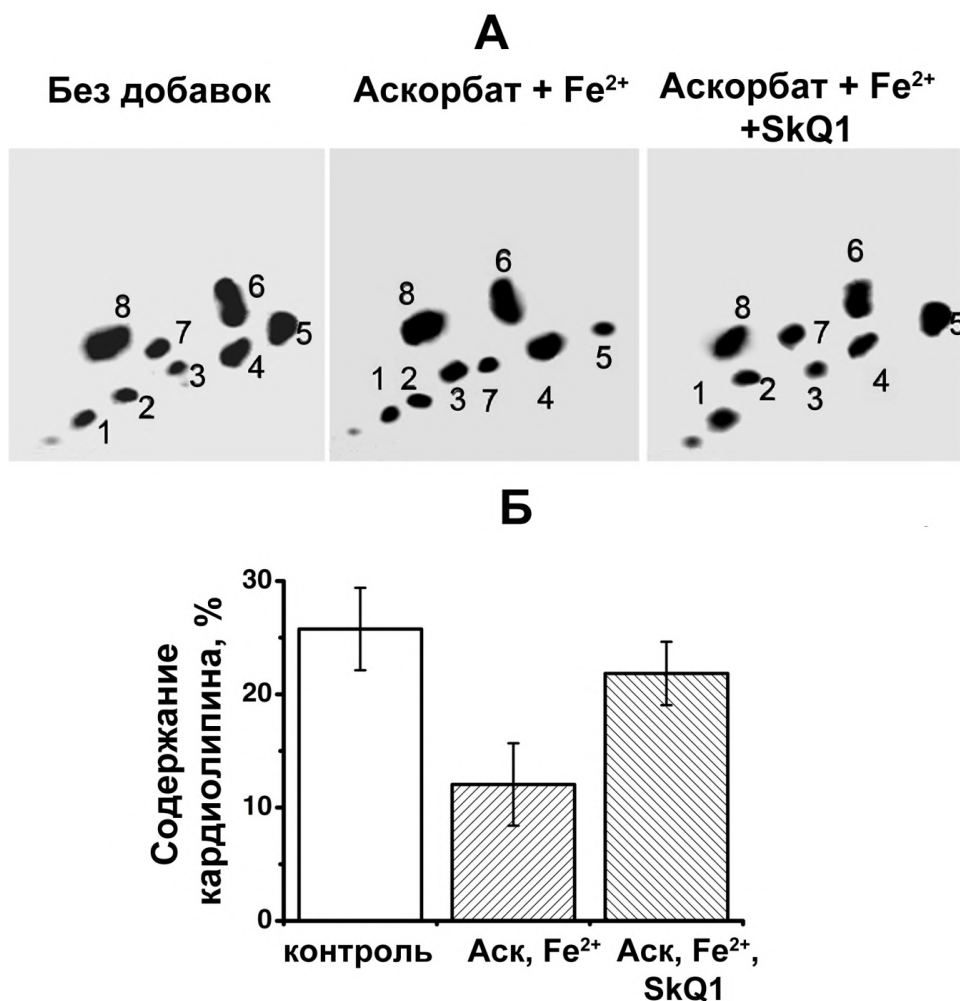 А
Без добавок
Аскорбат + Fe²⁺
Аскорбат + Fe²⁺
+SkQ1
8
7
6
5
4
3
2
1
6
8
5
1
2
3
7
4
6
8
7
5
1
2
3
4
Б
Содержание
кардиолипина, %
30
20
10
0
контроль
Аск, Fe²⁺
Аск, Fe²⁺,
SkQ1